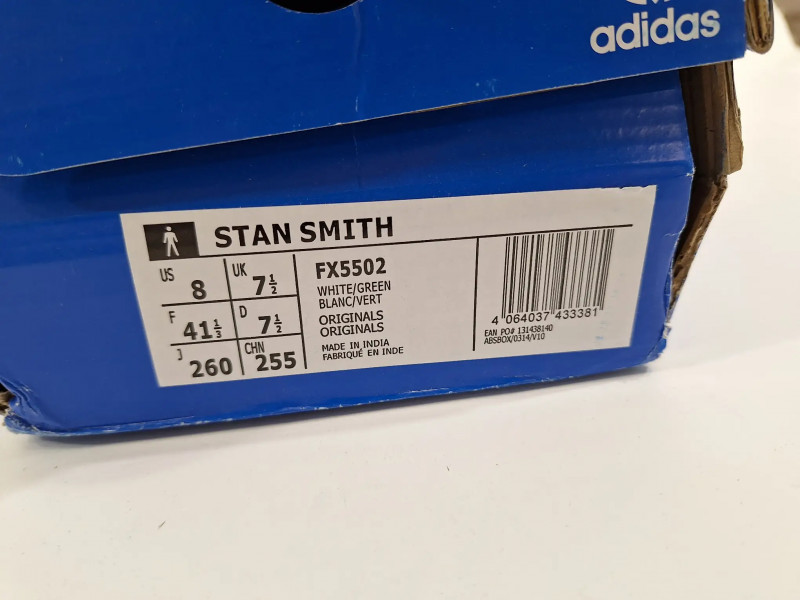 adidas
STAN SMITH
US 8 UK 7½
F 41⅓ D 7½
J 260 CHN 255
FX5502
WHITE/GREEN
BLANC/VERT
ORIGINALS
ORIGINALS
MADE IN INDIA
FABRIQUÉ EN INDE
4 064037 433381
EAN PO# 131438140
ABSBOX/0314/V10